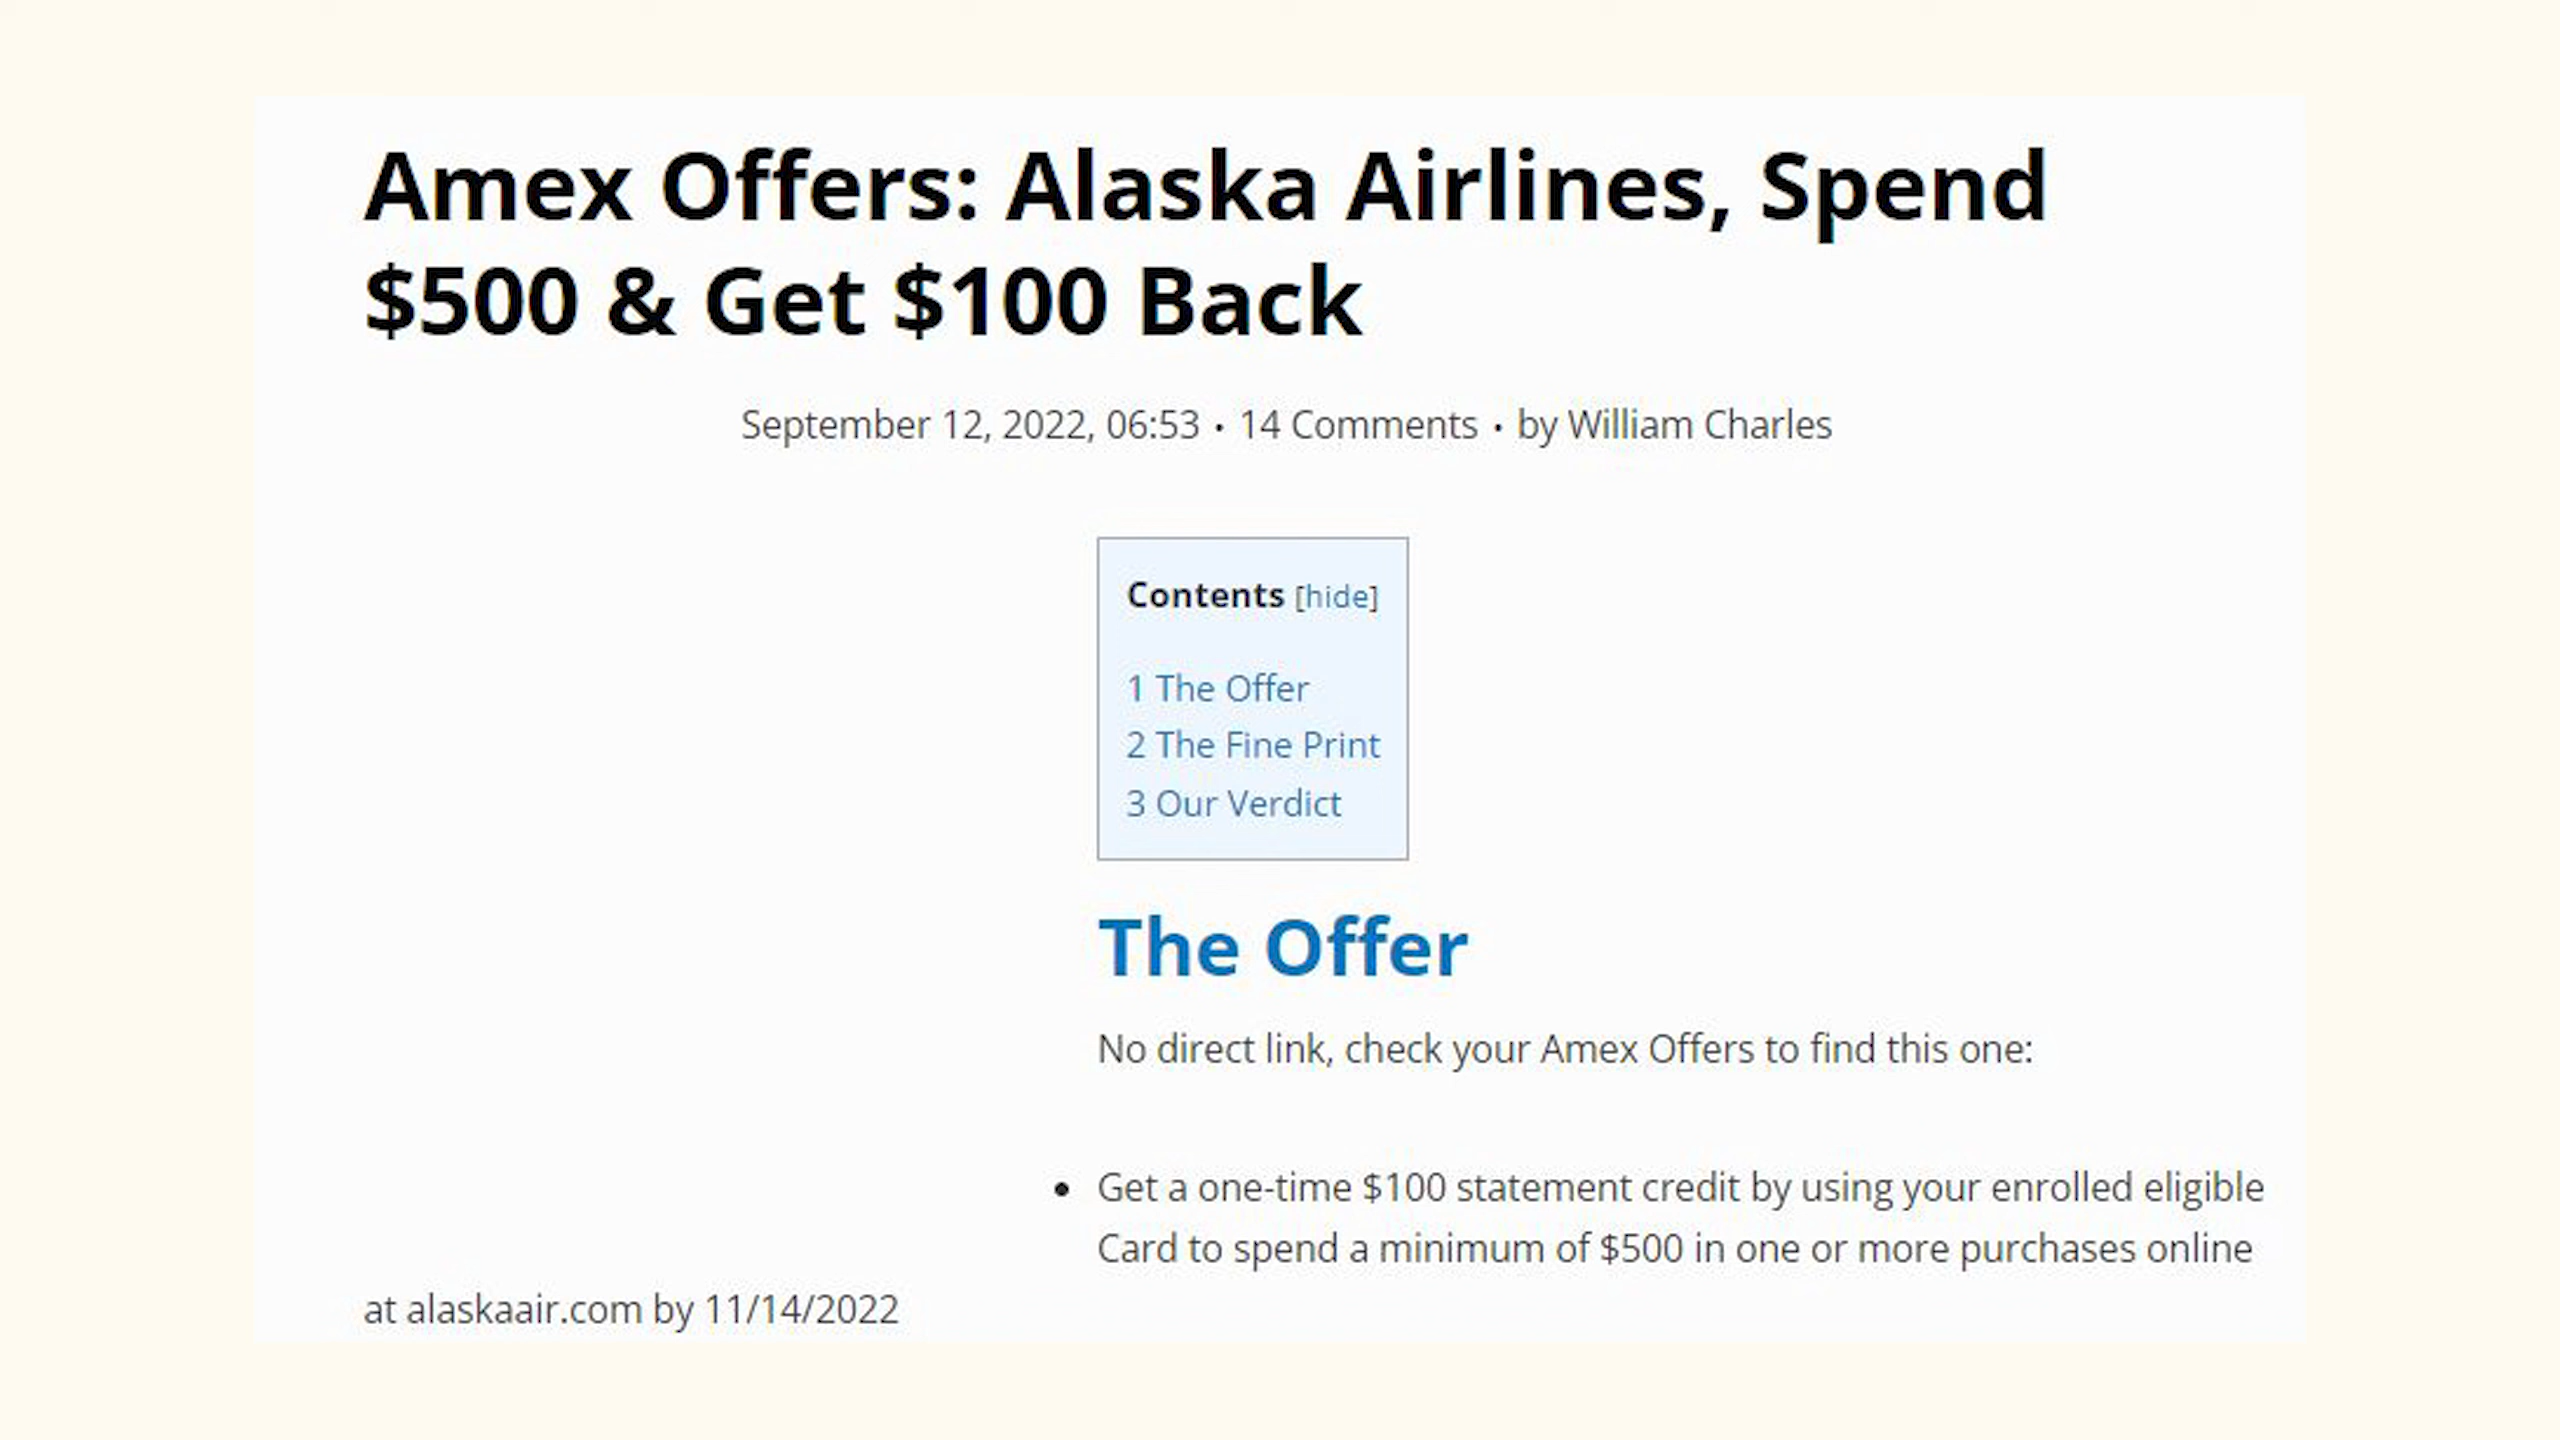 Amex Offers: Alaska Airlines, Spend
$500 & Get $100 Back
September 12, 2022, 06:53 • 14 Comments • by William Charles
Contents [hide]
1 The Offer
2 The Fine Print
3 Our Verdict
The Offer
No direct link, check your Amex Offers to find this one:
• Get a one-time $100 statement credit by using your enrolled eligible
Card to spend a minimum of $500 in one or more purchases online
at alaskaair.com by 11/14/2022